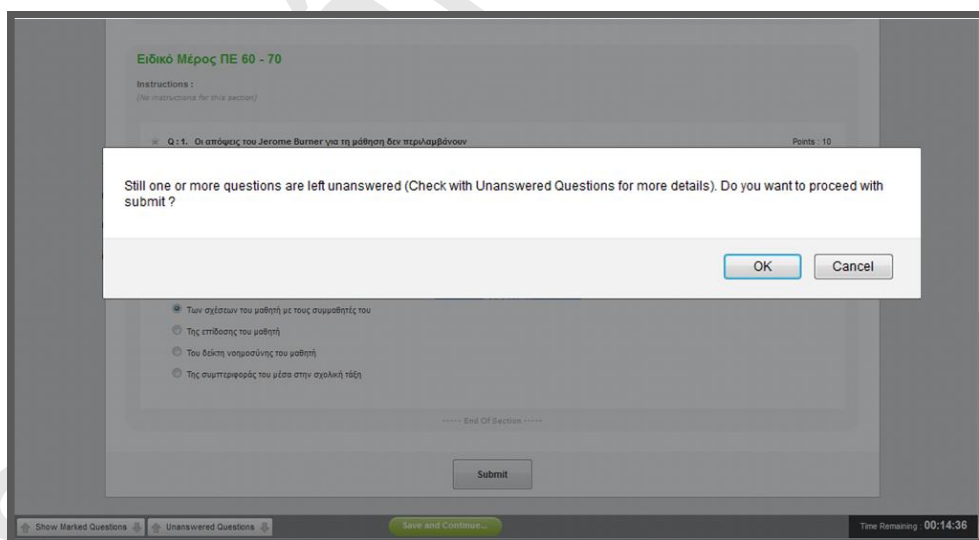 Ειδικό Μέρος ΠΕ 60 - 70
Instructions :
(No instructions for this section)
Q : 1. Οι απόψεις του Jerome Burner για τη μάθηση δεν περιλαμβάνουν Points : 10
Still one or more questions are left unanswered (Check with Unanswered Questions for more details). Do you want to proceed with
submit ?
OK Cancel
Των σχέσεων του μαθητή με τους συμμαθητές του
Της επίδοσης του μαθητή
Του δείκτη νοημοσύνης του μαθητή
Της συμπεριφοράς του μέσα στην σχολική τάξη
----- End Of Section -----
Submit
Show Marked Questions Unanswered Questions Save and Continue... Time Remaining : 00:14:36